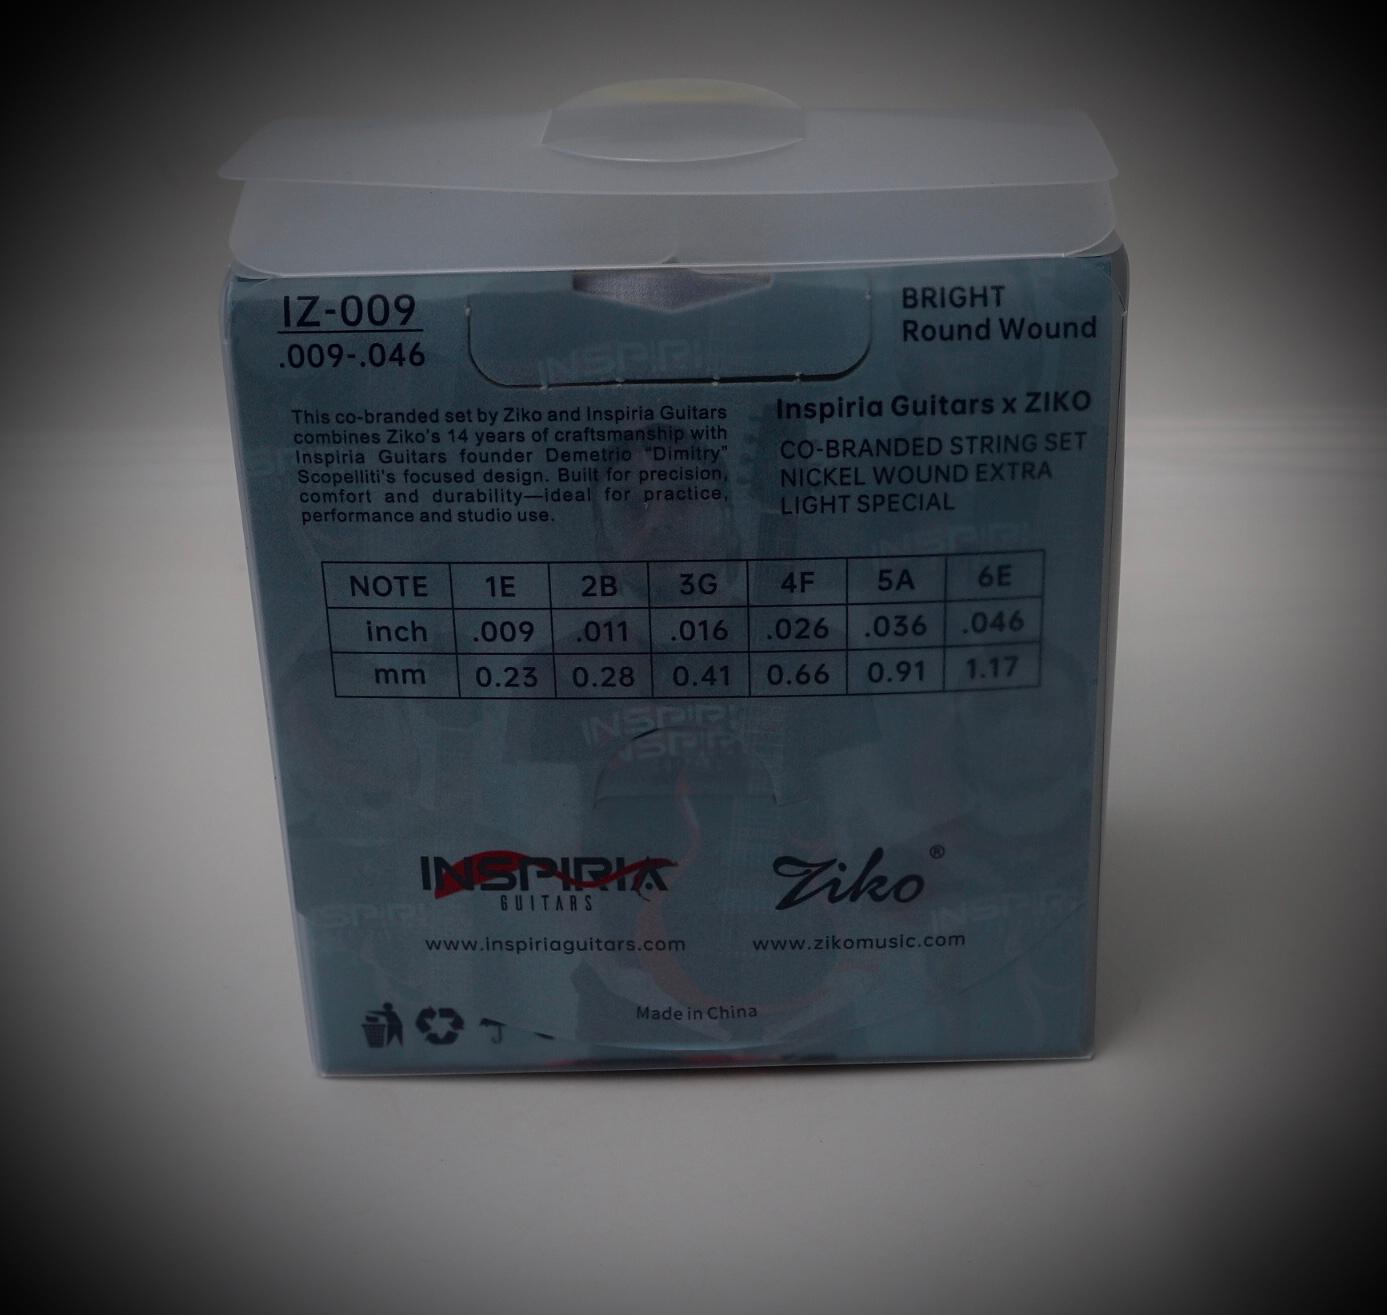 IZ-009
.009-.046
BRIGHT
Round Wound
This co-branded set by Ziko and Inspiria Guitars
combines Ziko's 14 years of craftsmanship with
Inspiria Guitars founder Demetrio "Dimitry"
Scopelliti's focused design. Built for precision,
comfort and durability—ideal for practice,
performance and studio use.
Inspiria Guitars x ZIKO
CO-BRANDED STRING SET
NICKEL WOUND EXTRA
LIGHT SPECIAL
NOTE 1E 2B 3G 4F 5A 6E
inch .009 .011 .016 .026 .036 .046
mm 0.23 0.28 0.41 0.66 0.91 1.17
INSPIRIA
GUITARS
www.inspiriaguitars.com
Ziko®
www.zikomusic.com
Made in China